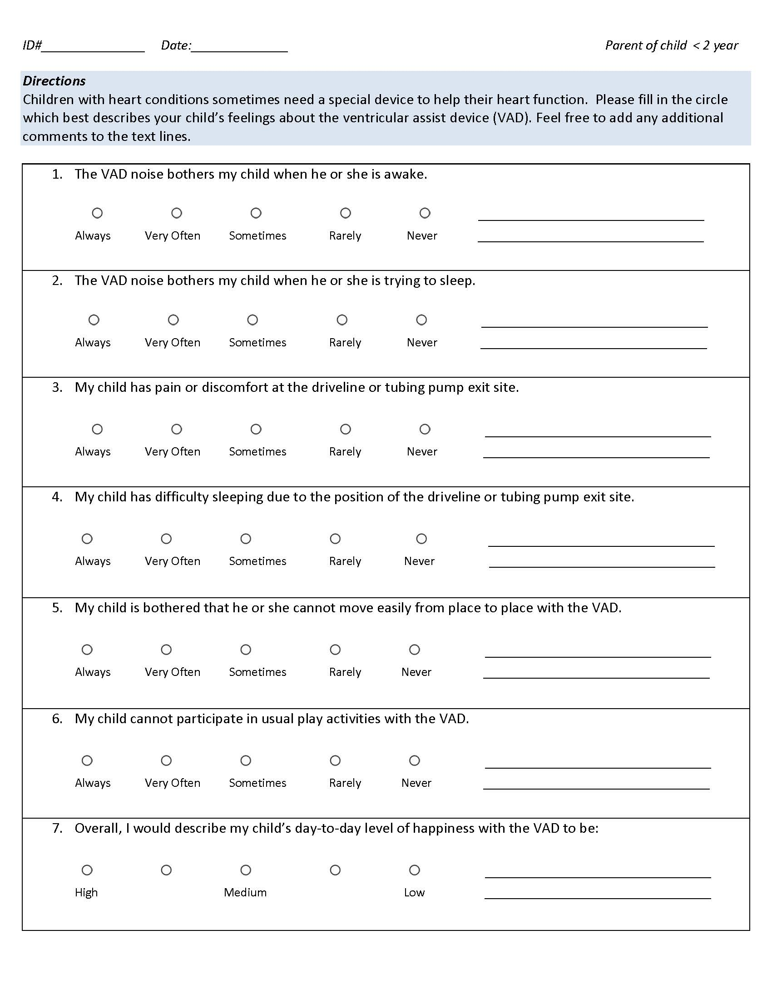 ID#_______________ Date:______________ Parent of child < 2 year
Directions
Children with heart conditions sometimes need a special device to help their heart function. Please fill in the circle
which best describes your child’s feelings about the ventricular assist device (VAD). Feel free to add any additional
comments to the text lines.
1. The VAD noise bothers my child when he or she is awake.
Always Very Often Sometimes Rarely Never
2. The VAD noise bothers my child when he or she is trying to sleep.
Always Very Often Sometimes Rarely Never
3. My child has pain or discomfort at the driveline or tubing pump exit site.
Always Very Often Sometimes Rarely Never
4. My child has difficulty sleeping due to the position of the driveline or tubing pump exit site.
Always Very Often Sometimes Rarely Never
5. My child is bothered that he or she cannot move easily from place to place with the VAD.
Always Very Often Sometimes Rarely Never
6. My child cannot participate in usual play activities with the VAD.
Always Very Often Sometimes Rarely Never
7. Overall, I would describe my child’s day-to-day level of happiness with the VAD to be:
High Medium Low